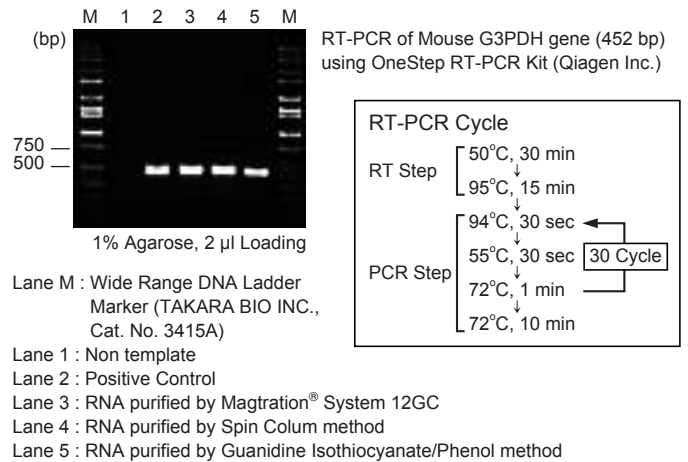 M 1 2 3 4 5 M
(bp)
750
500
1% Agarose, 2 µl Loading
RT-PCR of Mouse G3PDH gene (452 bp)
using OneStep RT-PCR Kit (Qiagen Inc.)
RT-PCR Cycle
RT Step
50°C, 30 min
↓
95°C, 15 min
↓
PCR Step
94°C, 30 sec
↓
55°C, 30 sec
↓
72°C, 1 min
↓
72°C, 10 min
30 Cycle
Lane M : Wide Range DNA Ladder
Marker (TAKARA BIO INC.,
Cat. No. 3415A)
Lane 1 : Non template
Lane 2 : Positive Control
Lane 3 : RNA purified by Magtration® System 12GC
Lane 4 : RNA purified by Spin Colum method
Lane 5 : RNA purified by Guanidine Isothiocyanate/Phenol method